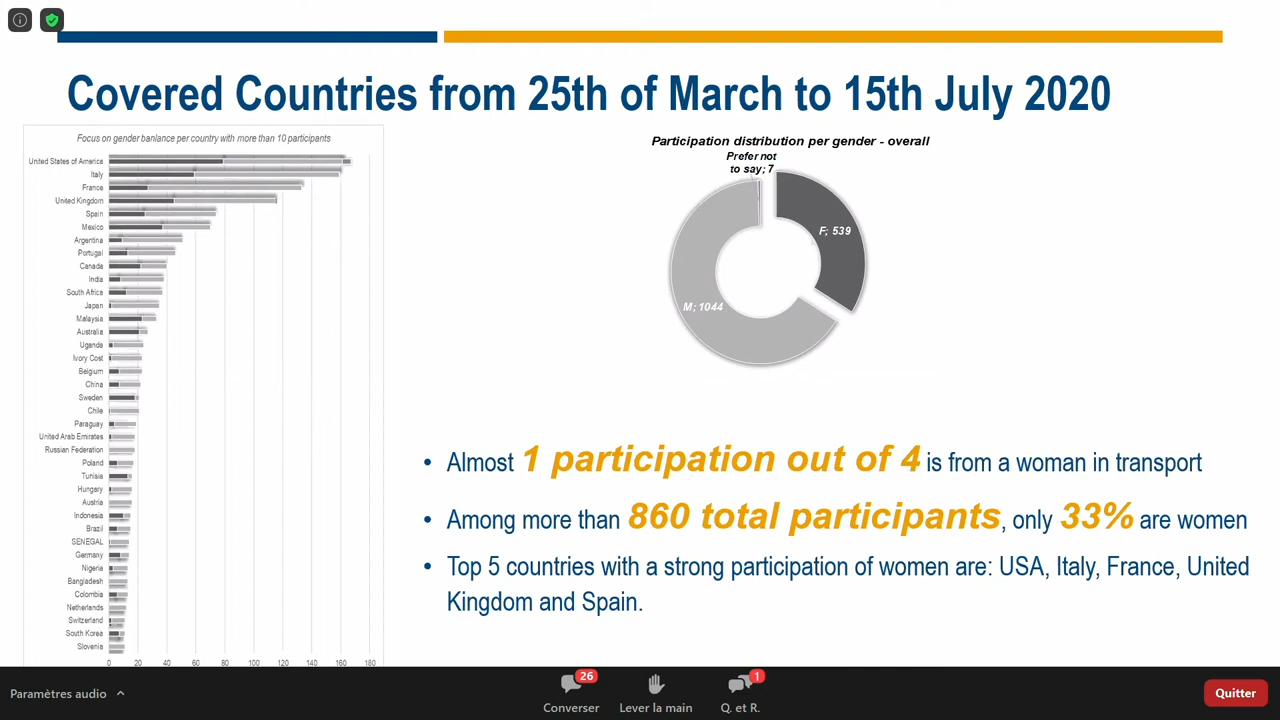 Covered Countries from 25th of March to 15th July 2020
Focus on gender banlance per country with more than 10 participants
United States of America
Italy
France
United Kingdom
Spain
Mexico
Argentina
Portugal
Canada
India
South Africa
Japan
Malaysia
Australia
Uganda
Ivory Cost
Belgium
China
Sweden
Chile
Paraguay
United Arab Emirates
Russian Federation
Poland
Tunisia
Hungary
Austria
Indonesia
Brazil
SENEGAL
Germany
Nigeria
Bangladesh
Colombia
Netherlands
Switzerland
South Korea
Slovenia
0 20 40 60 80 100 120 140 160 180
Participation distribution per gender - overall
Prefer not
to say; 7
F; 539
M; 1044
• Almost 1 participation out of 4 is from a woman in transport
• Among more than 860 total participants, only 33% are women
• Top 5 countries with a strong participation of women are: USA, Italy, France, United
Kingdom and Spain.
Paramètres audio
26
Converser
Lever la main
1
Q. et R.
Quitter